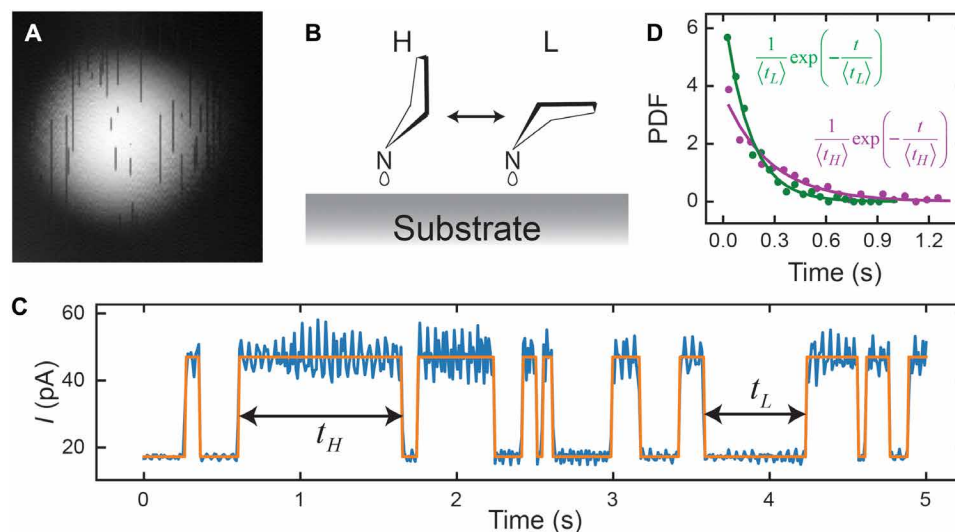 A
B
H L
N N
Substrate
D
PDF
6
4
2
0
1/⟨t_L⟩ exp(−t/⟨t_L⟩)
1/⟨t_H⟩ exp(−t/⟨t_H⟩)
0.0 0.3 0.6 0.9 1.2
Time (s)
C
I (pA)
60
40
20
t_H
t_L
0 1 2 3 4 5
Time (s)